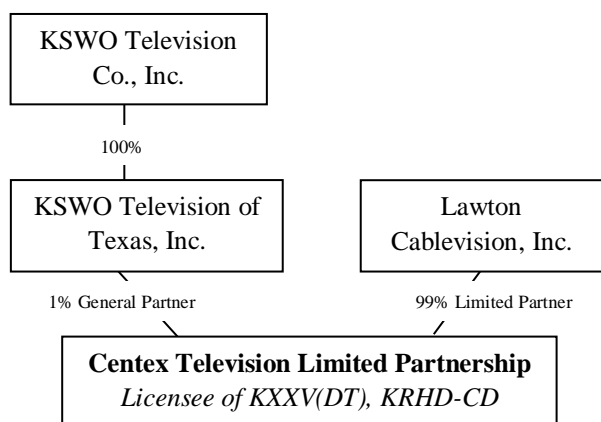 KSWO Television
Co., Inc.
100%
KSWO Television of
Texas, Inc.
Lawton
Cablevision, Inc.
1% General Partner
99% Limited Partner
Centex Television Limited Partnership
Licensee of KXXV(DT), KRHD-CD